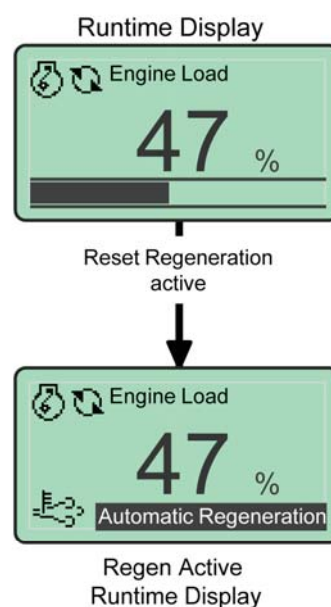 Runtime Display
Engine Load
47 %
Reset Regeneration
active
Engine Load
47 %
Automatic Regeneration
Regen Active
Runtime Display